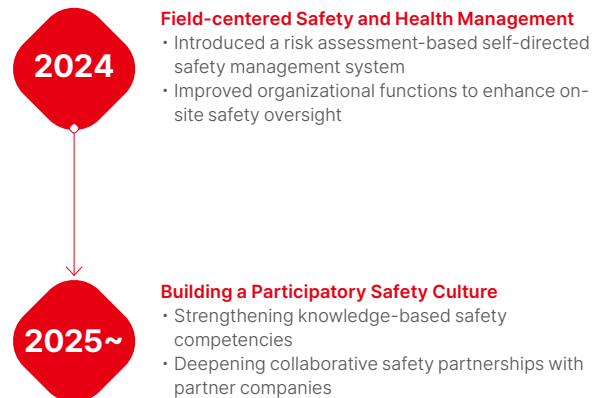 2024
Field-centered Safety and Health Management
• Introduced a risk assessment-based self-directed
safety management system
• Improved organizational functions to enhance on-
site safety oversight
2025~
Building a Participatory Safety Culture
• Strengthening knowledge-based safety
competencies
• Deepening collaborative safety partnerships with
partner companies